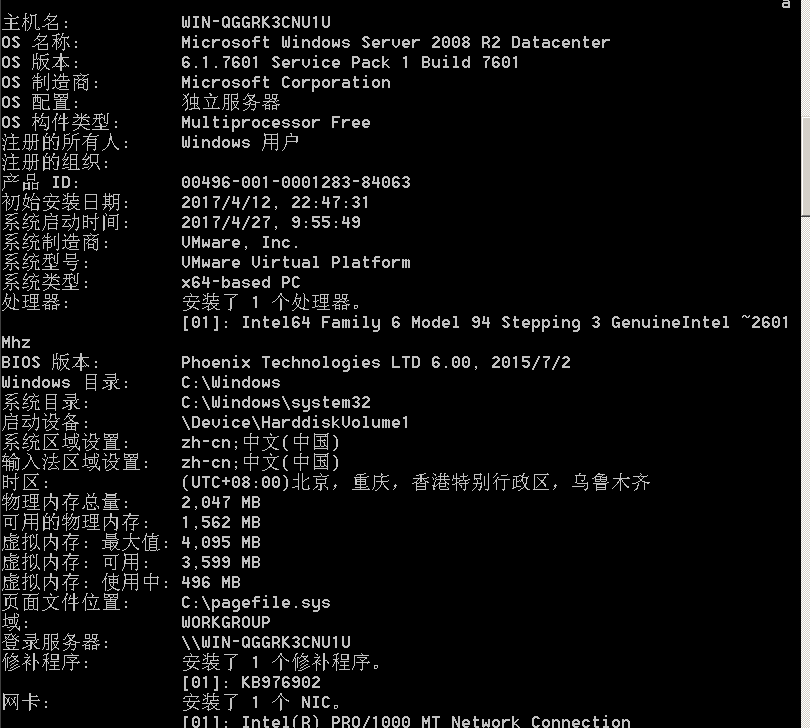 a
主机名:           WIN-QGGRK3CNU1U
OS 名称:          Microsoft Windows Server 2008 R2 Datacenter
OS 版本:          6.1.7601 Service Pack 1 Build 7601
OS 制造商:        Microsoft Corporation
OS 配置:          独立服务器
OS 构件类型:      Multiprocessor Free
注册的所有人:     Windows 用户
注册的组织:
产品 ID:          00496-001-0001283-84063
初始安装日期:     2017/4/12, 22:47:31
系统启动时间:     2017/4/27, 9:55:49
系统制造商:       VMware, Inc.
系统型号:         VMware Virtual Platform
系统类型:         x64-based PC
处理器:           安装了 1 个处理器。
                  [01]: Intel64 Family 6 Model 94 Stepping 3 GenuineIntel ~2601
Mhz
BIOS 版本:        Phoenix Technologies LTD 6.00, 2015/7/2
Windows 目录:     C:\Windows
系统目录:         C:\Windows\system32
启动设备:         \Device\HarddiskVolume1
系统区域设置:     zh-cn;中文(中国)
输入法区域设置:   zh-cn;中文(中国)
时区:             (UTC+08:00)北京，重庆，香港特别行政区，乌鲁木齐
物理内存总量:     2,047 MB
可用的物理内存:   1,562 MB
虚拟内存: 最大值: 4,095 MB
虚拟内存: 可用:   3,599 MB
虚拟内存: 使用中: 496 MB
页面文件位置:     C:\pagefile.sys
域:               WORKGROUP
登录服务器:       \\WIN-QGGRK3CNU1U
修补程序:         安装了 1 个修补程序。
                  [01]: KB976902
网卡:             安装了 1 个 NIC。
                  [01]: Intel(R) PRO/1000 MT Network Connection